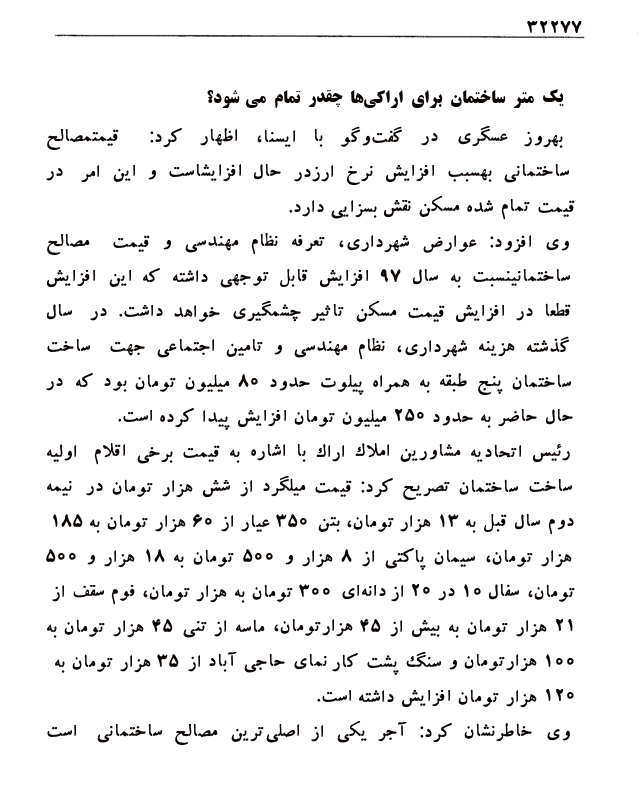 ۳۲۲۷۷
یک متر ساختمان برای اراکی‌ها چقدر تمام می شود؟
بهروز عسگری در گفت‌وگو با ایسنا، اظهار کرد: قیمتمصالح
ساختمانی بهسبب افزایش نرخ ارزدر حال افزایشاست و این امر در
قیمت تمام شده مسکن نقش بسزایی دارد.
وی افزود: عوارض شهرداری، تعرفه نظام مهندسی و قیمت مصالح
ساختمانینسبت به سال ۹۷ افزایش قابل توجهی داشته که این افزایش
قطعا در افزایش قیمت مسکن تاثیر چشمگیری خواهد داشت. در سال
گذشته هزینه شهرداری، نظام مهندسی و تامین اجتماعی جهت ساخت
ساختمان پنج طبقه به همراه پیلوت حدود ۸۰ میلیون تومان بود که در
حال حاضر به حدود ۲۵۰ میلیون تومان افزایش پیدا کرده است.
رئیس اتحادیه مشاورین املاک اراک با اشاره به قیمت برخی اقلام اولیه
ساخت ساختمان تصریح کرد: قیمت میلگرد از شش هزار تومان در نیمه
دوم سال قبل به ۱۳ هزار تومان، بتن ۳۵۰ عیار از ۶۰ هزار تومان به ۱۸۵
هزار تومان، سیمان پاکتی از ۸ هزار و ۵۰۰ تومان به ۱۸ هزار و ۵۰۰
تومان، سفال ۱۰ در ۲۰ از دانه‌ای ۳۰۰ تومان به هزار تومان، فوم سقف از
۲۱ هزار تومان به بیش از ۴۵ هزارتومان، ماسه از تنی ۴۵ هزار تومان به
۱۰۰ هزارتومان و سنگ پشت کار نمای حاجی آباد از ۳۵ هزار تومان به
۱۲۰ هزار تومان افزایش داشته است.
وی خاطرنشان کرد: آجر یکی از اصلی‌ترین مصالح ساختمانی است